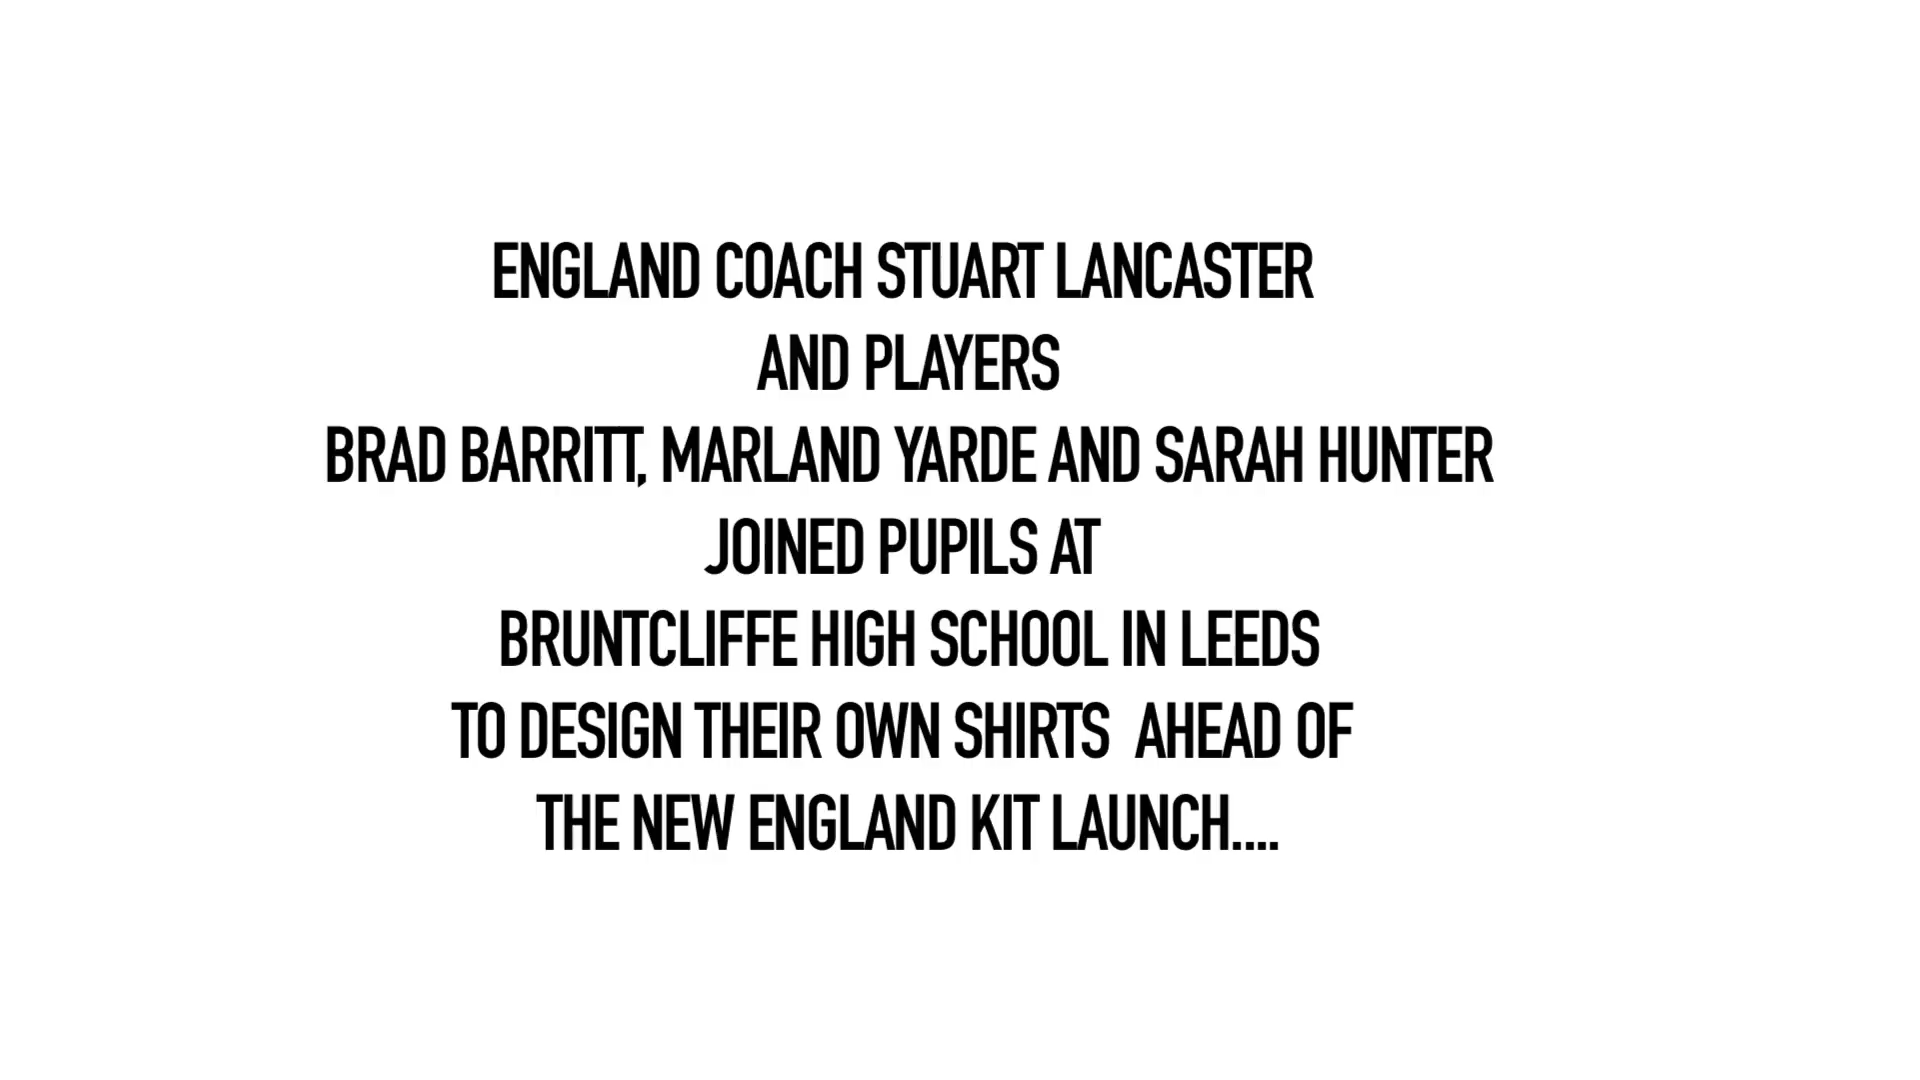 ENGLAND COACH STUART LANCASTER
AND PLAYERS
BRAD BARRITT, MARLAND YARDE AND SARAH HUNTER
JOINED PUPILS AT
BRUNTCLIFFE HIGH SCHOOL IN LEEDS
TO DESIGN THEIR OWN SHIRTS  AHEAD OF
THE NEW ENGLAND KIT LAUNCH....